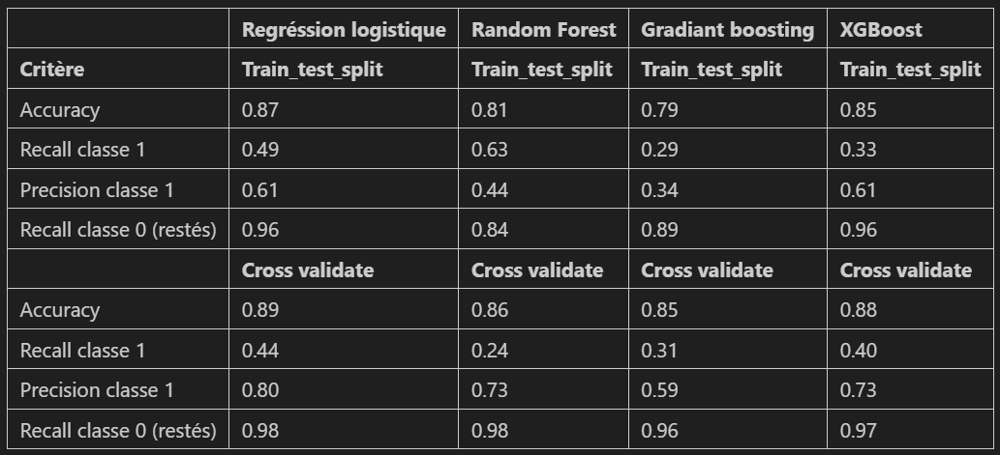 Regréssion logistique Random Forest Gradiant boosting XGBoost
Critère Train_test_split Train_test_split Train_test_split Train_test_split
Accuracy 0.87 0.81 0.79 0.85
Recall classe 1 0.49 0.63 0.29 0.33
Precision classe 1 0.61 0.44 0.34 0.61
Recall classe 0 (restés) 0.96 0.84 0.89 0.96
Cross validate Cross validate Cross validate Cross validate
Accuracy 0.89 0.86 0.85 0.88
Recall classe 1 0.44 0.24 0.31 0.40
Precision classe 1 0.80 0.73 0.59 0.73
Recall classe 0 (restés) 0.98 0.98 0.96 0.97